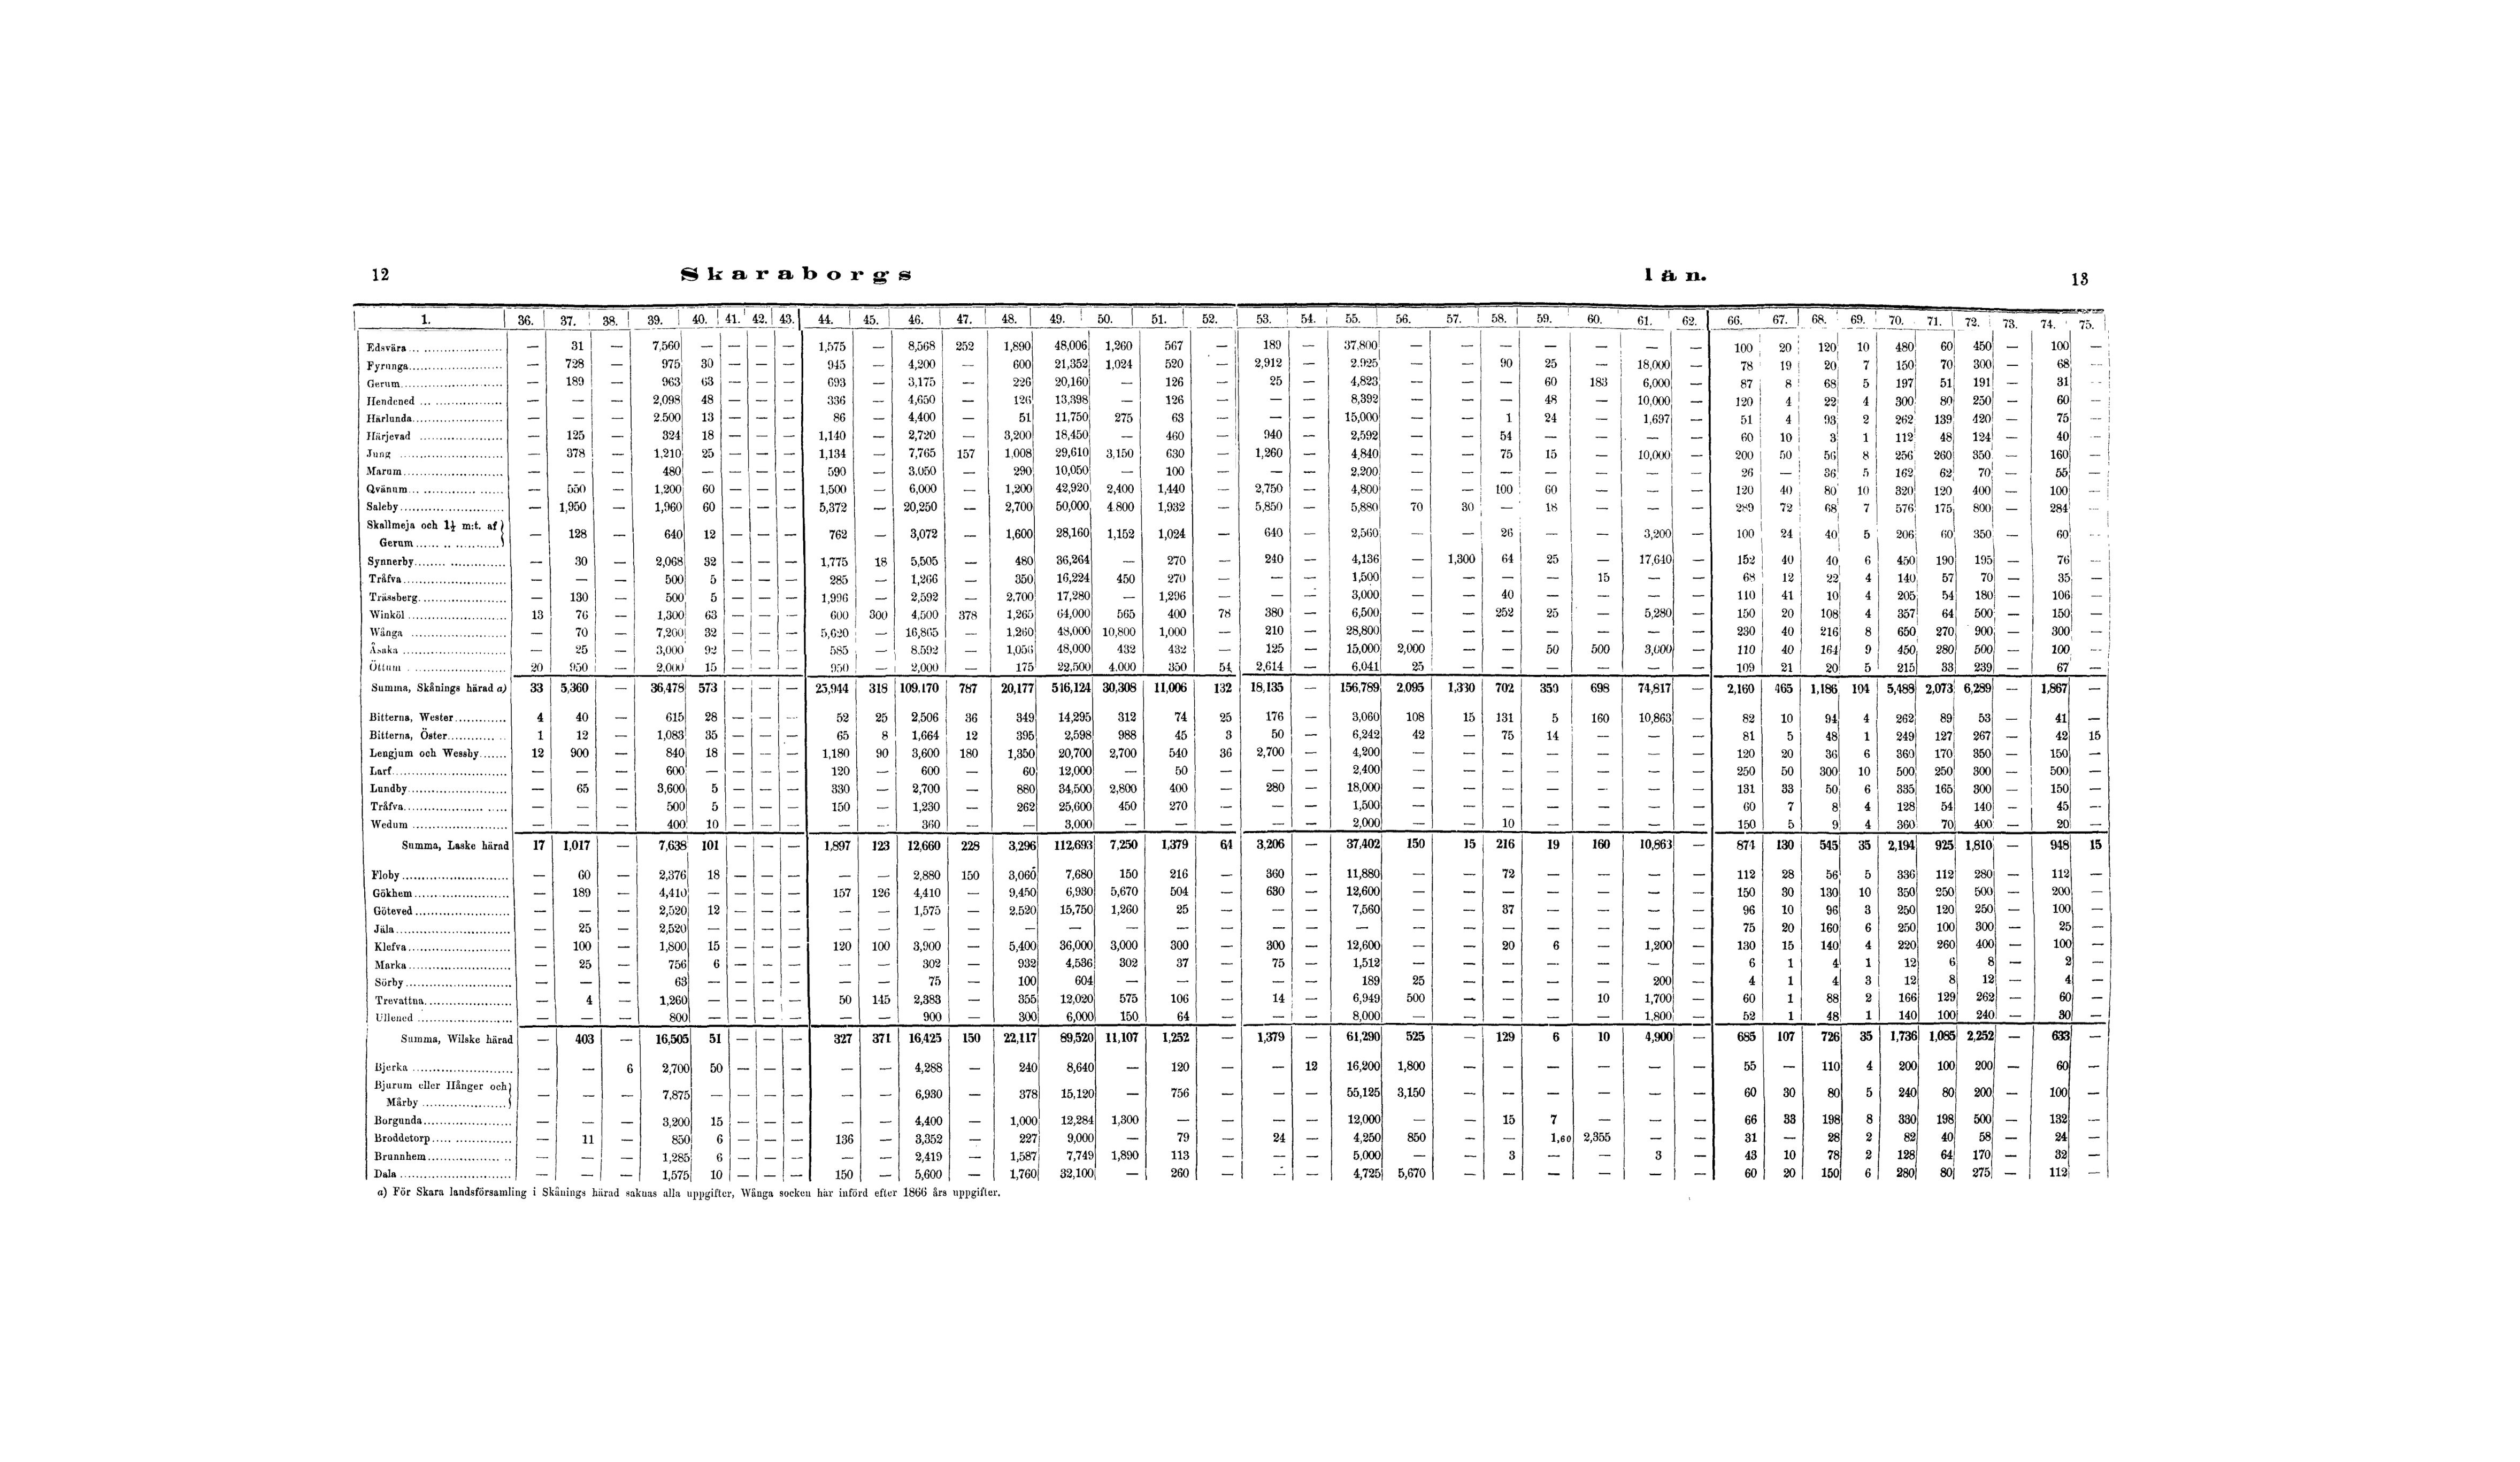 12 Skaraborgs län. 13
1. 36. 37. 38. 39. 40. 41. 42. 43. 44. 45. 46. 47. 48. 49. 50. 51. 52. 53. 54. 55. 56. 57. 58. 59. 60. 61. 62. 66. 67. 68. 69. 70. 71. 72. 73. 74. 75.
Edsvära — 31 — 7,560 — — — — 1,575 — 8,568 252 1,890 48,006 1,260 567 — 189 — 37,800 — — — — — — — 100 20 120 10 480 60 450 — 100 —
Fyrunga — 728 — 975 30 — — — 945 — 4,200 — 600 21,352 1,024 520 — 2,912 — 2,925 — — 90 25 — 18,000 — 78 19 20 7 150 70 300 — 68 —
Gerum — 189 — 963 63 — — — 693 — 3,175 — 226 20,160 — 126 — 25 — 4,823 — — — 60 183 6,000 — 87 8 68 5 197 51 191 — 31 —
Hendened — — — 2,098 48 — — — 336 — 4,650 — 126 13,398 — 126 — — — 8,392 — — — 48 — 10,000 — 120 4 22 4 300 80 250 — 60 —
Härlunda — — — 2,500 13 — — — 86 — 4,400 — 51 11,750 275 63 — — — 15,000 — — 1 24 — 1,697 — 51 4 93 2 262 139 420 — 75 —
Härjevad — 125 — 324 18 — — — 1,140 — 2,720 — 3,200 18,450 — 460 — 940 — 2,592 — — 54 — — — — 60 10 3 1 112 48 124 — 40 —
Jung — 378 — 1,210 25 — — — 1,134 — 7,765 157 1,008 29,610 3,150 630 — 1,260 — 4,840 — — 75 15 — 10,000 — 200 50 56 8 256 260 350 — 160 —
Marum — — — 480 — — — — 590 — 3,050 — 290 10,050 — 100 — — — 2,200 — — — — — — — 26 — 36 5 162 62 70 — 55 —
Qvänum — 550 — 1,200 60 — — — 1,500 — 6,000 — 1,200 42,920 2,400 1,440 — 2,750 — 4,800 — — 100 60 — — — 120 40 80 10 320 120 400 — 100 —
Saleby — 1,950 — 1,960 60 — — — 5,372 — 20,250 — 2,700 50,000 4,800 1,932 — 5,850 — 5,880 70 30 — 18 — — — 289 72 68 7 576 175 800 — 284 —
Skallmeja och 1½ m:t. af
Gerum — 128 — 640 12 — — — 762 — 3,072 — 1,600 28,160 1,152 1,024 — 640 — 2,560 — — 26 — — 3,200 — 100 24 40 5 206 60 350 — 60 —
Synnerby — 30 — 2,068 32 — — — 1,775 18 5,505 — 480 36,264 — 270 — 240 — 4,136 — 1,300 64 25 — 17,640 — 152 40 40 6 450 190 195 — 76 —
Tråfva — — — 500 5 — — — 285 — 1,266 — 350 16,224 450 270 — — — 1,500 — — — — 15 — — 68 12 22 4 140 57 70 — 35 —
Trässberg — 130 — 500 5 — — — 1,996 — 2,592 — 2,700 17,280 — 1,296 — — — 3,000 — — 40 — — — — 110 41 10 4 205 54 180 — 106 —
Winköl 13 76 — 1,300 63 — — — 600 300 4,500 378 1,265 64,000 565 400 78 380 — 6,500 — — 252 25 — 5,280 — 150 20 108 4 357 64 500 — 150 —
Wånga — 70 — 7,200 32 — — — 5,620 — 16,865 — 1,260 48,000 10,800 1,000 — 210 — 28,800 — — — — — — — 230 40 216 8 650 270 900 — 300 —
Åsaka — 25 — 3,000 92 — — — 585 — 8,592 — 1,056 48,000 432 432 — 125 — 15,000 2,000 — — 50 500 3,000 — 110 40 164 9 450 280 500 — 100 —
Öttum 20 950 — 2,000 15 — — — 950 — 2,000 — 175 22,500 4,000 350 54 2,614 — 6,041 25 — — — — — — 109 21 20 5 215 33 239 — 67 —
Summa, Skånings härad a) 33 5,360 — 36,478 573 — — — 25,944 318 109,170 787 20,177 516,124 30,308 11,006 132 18,135 — 156,789 2,095 1,330 702 350 698 74,817 — 2,160 465 1,186 104 5,488 2,073 6,289 — 1,867 —
Bitterna, Wester 4 40 — 615 28 — — — 52 25 2,506 36 349 14,295 312 74 25 176 — 3,060 108 15 131 5 160 10,863 — 82 10 94 4 262 89 53 — 41 —
Bitterna, Öster 1 12 — 1,083 35 — — — 65 8 1,664 12 395 2,598 988 45 3 50 — 6,242 42 — 75 14 — — — 81 5 48 1 249 127 267 — 42 15
Lengjum och Wessby 12 900 — 840 18 — — — 1,180 90 3,600 180 1,350 20,700 2,700 540 36 2,700 — 4,200 — — — — — — — 120 20 36 6 360 170 350 — 150 —
Larf — — — 600 — — — — 120 — 600 — 60 12,000 — 50 — — — 2,400 — — — — — — — 250 50 300 10 500 250 300 — 500 —
Lundby — 65 — 3,600 5 — — — 330 — 2,700 — 880 34,500 2,800 400 — 280 — 18,000 — — — — — — — 131 33 50 6 335 165 300 — 150 —
Tråfva — — — 500 5 — — — 150 — 1,230 — 262 25,600 450 270 — — — 1,500 — — — — — — — 60 7 8 4 128 54 140 — 45 —
Wedum — — — 400 10 — — — — — 360 — — 3,000 — — — — — 2,000 — — 10 — — — — 150 5 9 4 360 70 400 — 20 —
Summa, Laske härad 17 1,017 — 7,638 101 — — — 1,897 123 12,660 228 3,296 112,693 7,250 1,379 64 3,206 — 37,402 150 15 216 19 160 10,863 — 874 130 545 35 2,194 925 1,810 — 948 15
Floby — 60 — 2,376 18 — — — — — 2,880 150 3,060 7,680 150 216 — 360 — 11,880 — — 72 — — — — 112 28 56 5 336 112 280 — 112 —
Gökhem — 189 — 4,410 — — — — 157 126 4,410 — 9,450 6,930 5,670 504 — 630 — 12,600 — — — — — — — 150 30 130 10 350 250 500 — 200 —
Göteved — — — 2,520 12 — — — — — 1,575 — 2,520 15,750 1,260 25 — — — 7,560 — — 37 — — — — 96 10 96 3 250 120 250 — 100 —
Jäla — 25 — 2,520 — — — — — — — — — — — — — — — — — — — — — — — 75 20 160 6 250 100 300 — 25 —
Klefva — 100 — 1,800 15 — — — 120 100 3,900 — 5,400 36,000 3,000 300 — 300 — 12,600 — — 20 6 — 1,200 — 130 15 140 4 220 260 400 — 100 —
Marka — 25 — 756 6 — — — — — 302 — 932 4,536 302 37 — 75 — 1,512 — — — — — — — 6 1 4 1 12 6 8 — 2 —
Sörby — — — 63 — — — — — — 75 — 100 604 — — — — — 189 25 — — — — 200 — 4 1 4 3 12 8 12 — 4 —
Trevattna — 4 — 1,260 — — — — 50 145 2,383 — 355 12,020 575 106 — 14 — 6,949 500 — — — 10 1,700 — 60 1 88 2 166 129 262 — 60 —
Ullened — — — 800 — — — — — — 900 — 300 6,000 150 64 — — — 8,000 — — — — — 1,800 — 52 1 48 1 140 100 240 — 30 —
Summa, Wilske härad — 403 — 16,505 51 — — — 327 371 16,425 150 22,117 89,520 11,107 1,252 — 1,379 — 61,290 525 — 129 6 10 4,900 — 685 107 726 35 1,736 1,085 2,252 — 633 —
Bjerka — — 6 2,700 50 — — — — — 4,288 — 240 8,640 — 120 — — 12 16,200 1,800 — — — — — — 55 — 110 4 200 100 200 — 60 —
Bjurum eller Hånger och
Mårby — — — 7,875 — — — — — — 6,930 — 378 15,120 — 756 — — — 55,125 3,150 — — — — — — 60 30 80 5 240 80 200 — 100 —
Borgunda — — — 3,200 15 — — — — — 4,400 — 1,000 12,284 1,300 — — — — 12,000 — — 15 7 — — — 66 33 198 8 330 198 500 — 132 —
Broddetorp — 11 — 850 6 — — — 136 — 3,352 — 227 9,000 — 79 — 24 — 4,250 850 — — 1,60 2,355 — — 31 — 28 2 82 40 58 — 24 —
Brunnhem — — — 1,285 6 — — — — — 2,419 — 1,587 7,749 1,890 113 — — — 5,000 — — 3 — — 3 — 43 10 78 2 128 64 170 — 32 —
Dala — — — 1,575 10 — — — 150 — 5,600 — 1,760 32,100 — 260 — — — 4,725 5,670 — — — — — — 60 20 150 6 280 80 275 — 112 —
a) För Skara landsförsamling i Skånings härad saknas alla uppgifter, Wånga socken här införd efter 1866 års uppgifter.